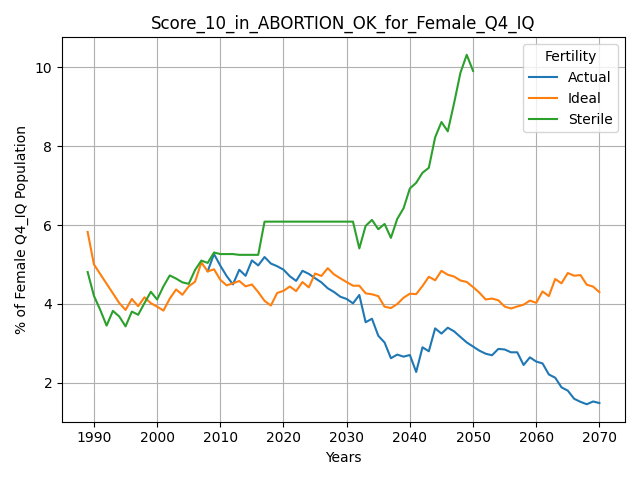 Score_10_in_ABORTION_OK_for_Female_Q4_IQ
% of Female Q4_IQ Population
10
8
6
4
2
Fertility
Actual
Ideal
Sterile
1990 2000 2010 2020 2030 2040 2050 2060 2070
Years